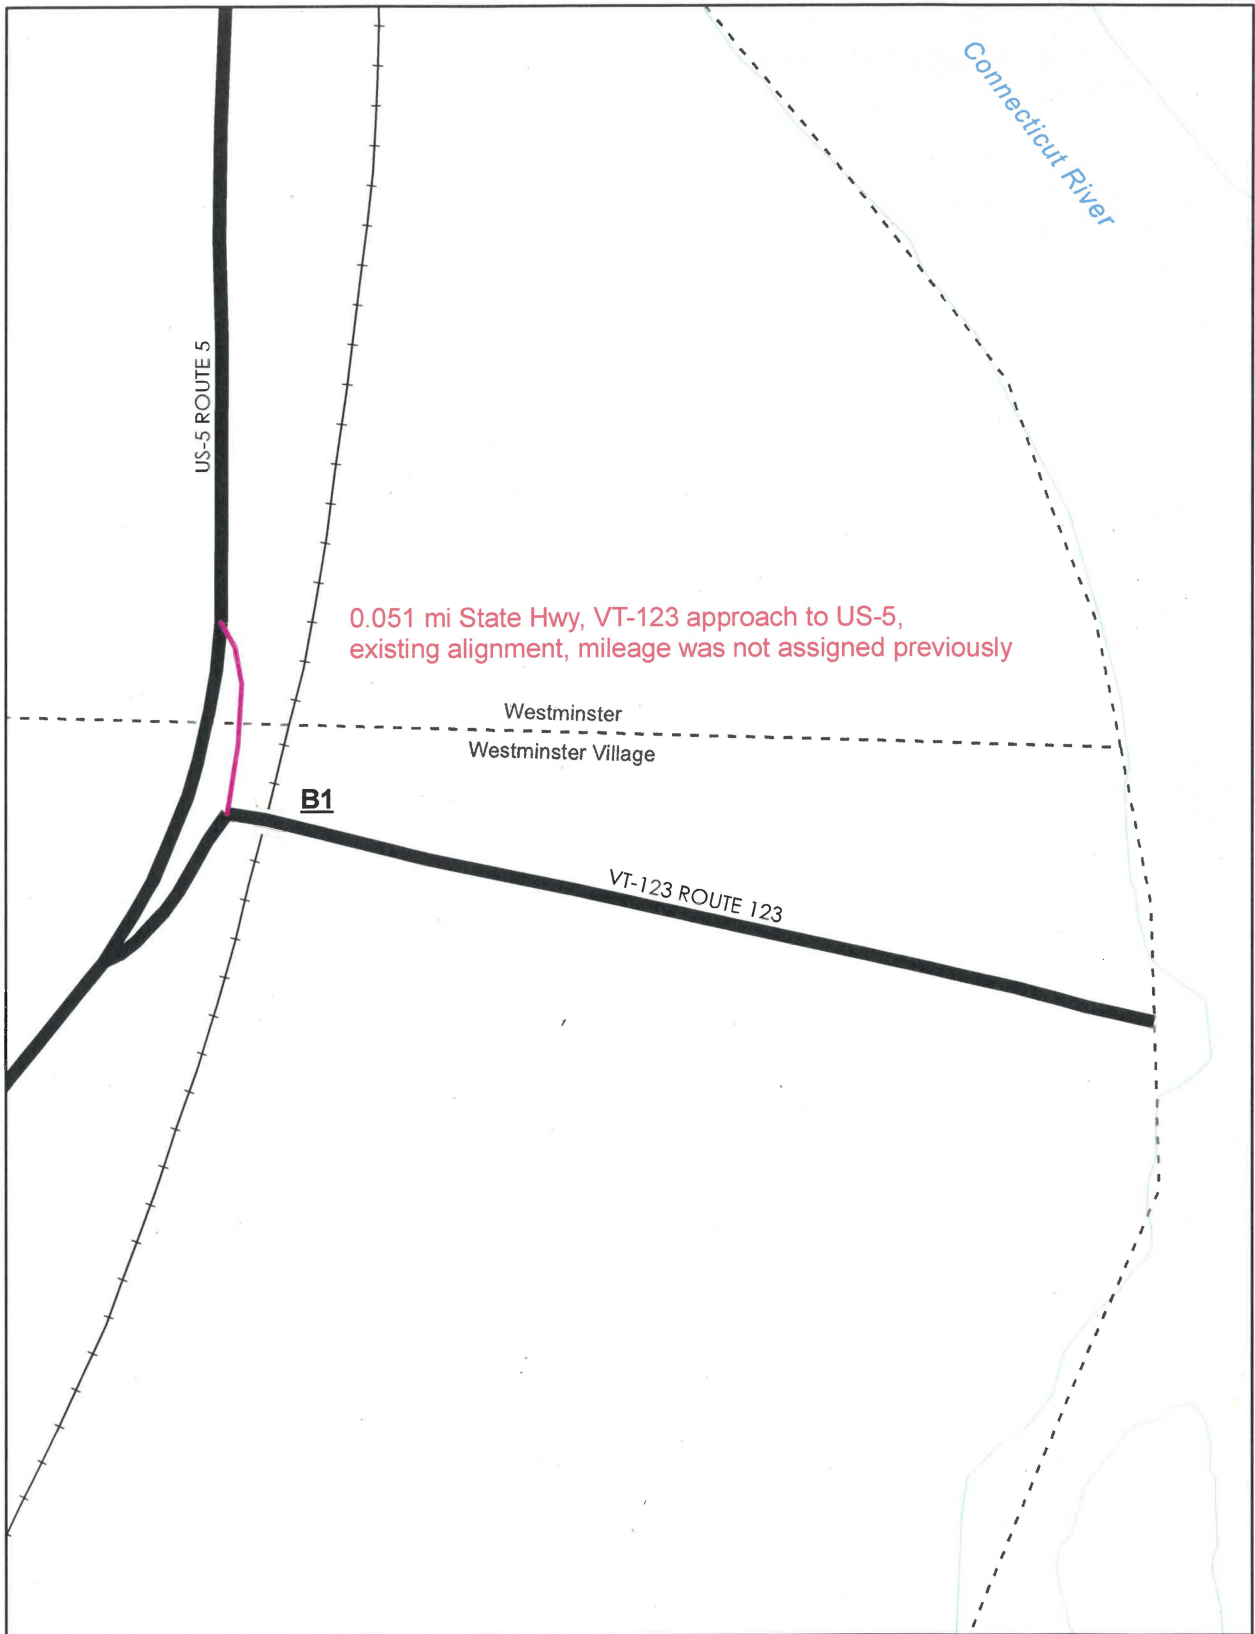 Connecticut River
US-5 ROUTE 5
0.051 mi State Hwy, VT-123 approach to US-5,
existing alignment, mileage was not assigned previously
Westminster
Westminster Village
B1
VT-123 ROUTE 123